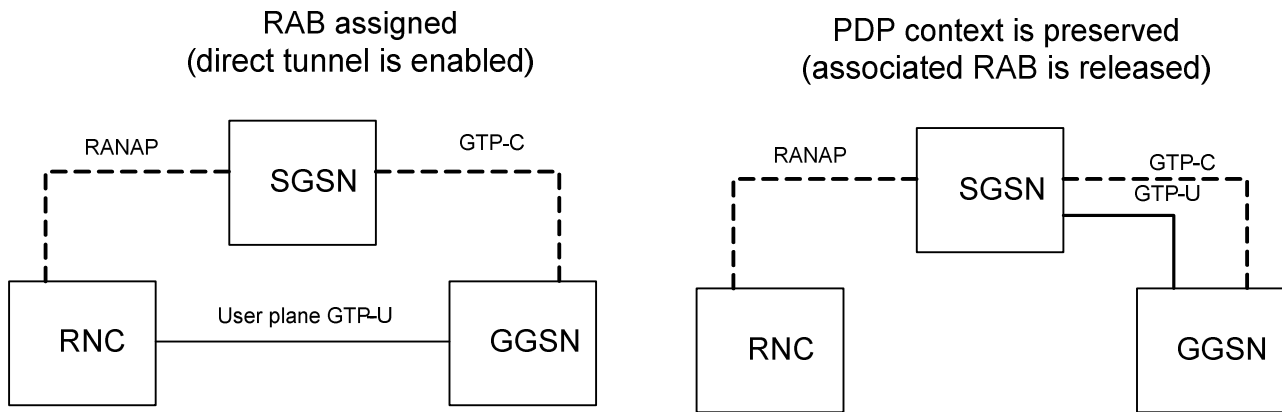 RAB assigned
(direct tunnel is enabled)
RANAP
GTP-C
SGSN
User plane GTP-U
RNC
GGSN
PDP context is preserved
(associated RAB is released)
RANAP
GTP-C
GTP-U
SGSN
RNC
GGSN